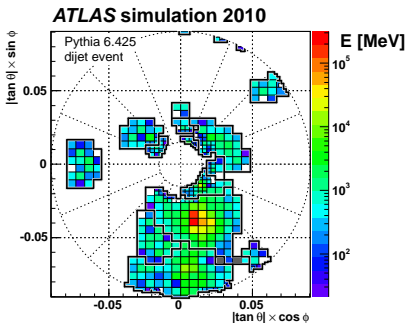 ATLAS simulation 2010
Pythia 6.425
dijet event
E [MeV]
|tan θ| × sin φ
0.05
0
-0.05
10⁵
10⁴
10³
10²
-0.05
0
0.05
|tan θ| × cos φ